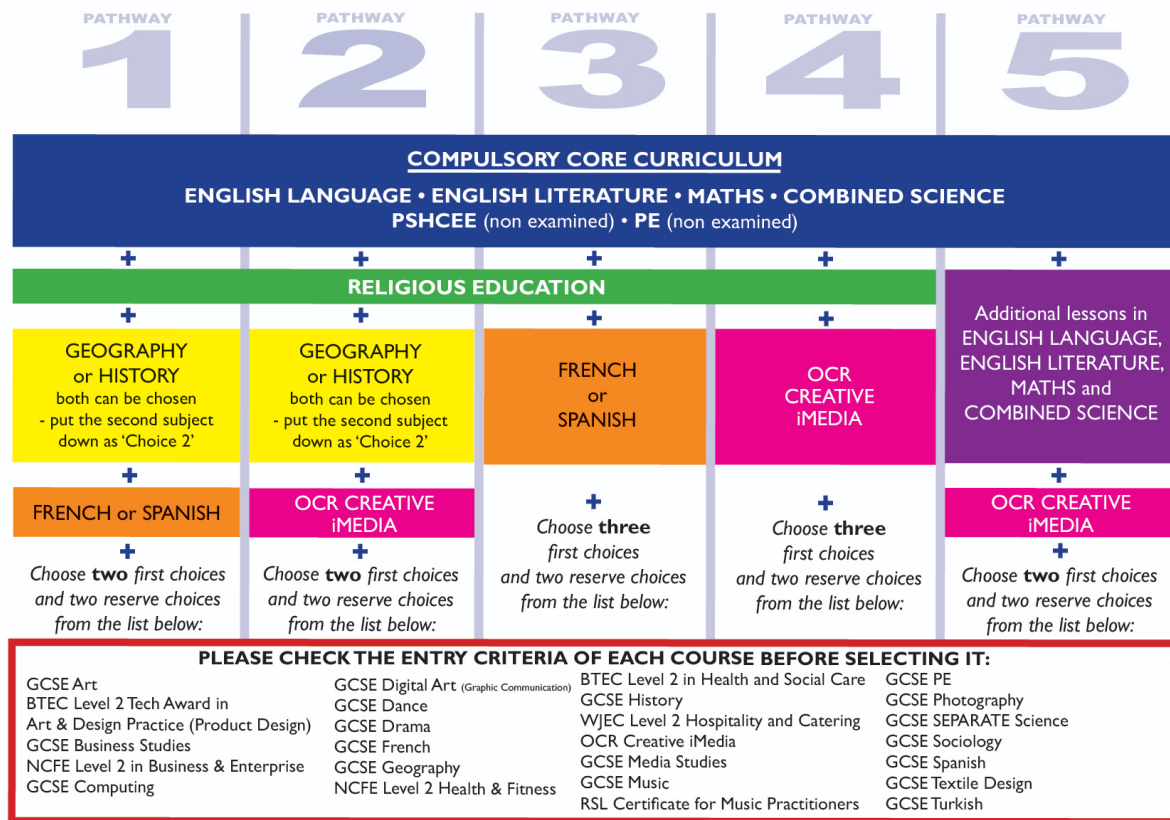 PATHWAY
1
PATHWAY
2
PATHWAY
3
PATHWAY
4
PATHWAY
5
COMPULSORY CORE CURRICULUM
ENGLISH LANGUAGE • ENGLISH LITERATURE • MATHS • COMBINED SCIENCE
PSHCEE (non examined) • PE (non examined)
+ + + + +
RELIGIOUS EDUCATION
+ + + +
GEOGRAPHY
or HISTORY
both can be chosen
- put the second subject
down as ‘Choice 2’
+
FRENCH or SPANISH
+
Choose two first choices
and two reserve choices
from the list below:
GEOGRAPHY
or HISTORY
both can be chosen
- put the second subject
down as ‘Choice 2’
+
OCR CREATIVE
iMEDIA
+
Choose two first choices
and two reserve choices
from the list below:
FRENCH
or
SPANISH
+
Choose three
first choices
and two reserve choices
from the list below:
OCR
CREATIVE
iMEDIA
+
Choose three
first choices
and two reserve choices
from the list below:
Additional lessons in
ENGLISH LANGUAGE,
ENGLISH LITERATURE,
MATHS and
COMBINED SCIENCE
+
OCR CREATIVE
iMEDIA
+
Choose two first choices
and two reserve choices
from the list below:
PLEASE CHECK THE ENTRY CRITERIA OF EACH COURSE BEFORE SELECTING IT:
GCSE Art
BTEC Level 2 Tech Award in
Art & Design Practice (Product Design)
GCSE Business Studies
NCFE Level 2 in Business & Enterprise
GCSE Computing
GCSE Digital Art (Graphic Communication)
GCSE Dance
GCSE Drama
GCSE French
GCSE Geography
NCFE Level 2 Health & Fitness
BTEC Level 2 in Health and Social Care
GCSE History
WJEC Level 2 Hospitality and Catering
OCR Creative iMedia
GCSE Media Studies
GCSE Music
RSL Certificate for Music Practitioners
GCSE PE
GCSE Photography
GCSE SEPARATE Science
GCSE Sociology
GCSE Spanish
GCSE Textile Design
GCSE Turkish